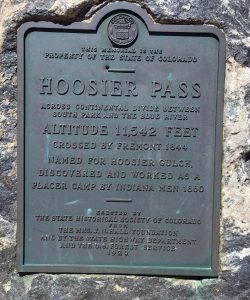 THIS MEMORIAL IS THE
PROPERTY OF THE STATE OF COLORADO
HOOSIER PASS
ACROSS CONTINENTAL DIVIDE BETWEEN
SOUTH PARK AND THE BLUE RIVER
ALTITUDE 11,542 FEET
CROSSED BY FREMONT 1844
NAMED FOR HOOSIER GULCH,
DISCOVERED AND WORKED AS A
PLACER CAMP BY INDIANA MEN 1860
ERECTED BY
THE STATE HISTORICAL SOCIETY OF COLORADO
FROM
THE MRS. J. N. HALL FOUNDATION
AND BY THE STATE HIGHWAY DEPARTMENT
AND THE U.S. FOREST SERVICE